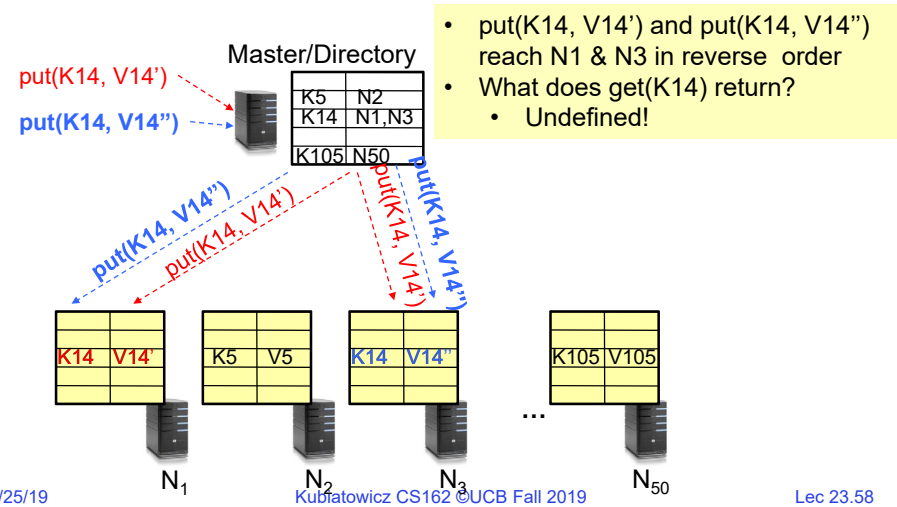 Master/Directory
put(K14, V14’)
put(K14, V14’’)
K5 N2
K14 N1,N3
K105 N50
• put(K14, V14’) and put(K14, V14’’)
reach N1 & N3 in reverse order
• What does get(K14) return?
• Undefined!
put(K14, V14’’)
put(K14, V14’)
put(K14, V14’)
put(K14, V14’’)
K14 V14’
K5 V5
K14 V14’’
K105 V105
…
N1
N2
N3
N50
/25/19
Kubiatowicz CS162 ©UCB Fall 2019
Lec 23.58